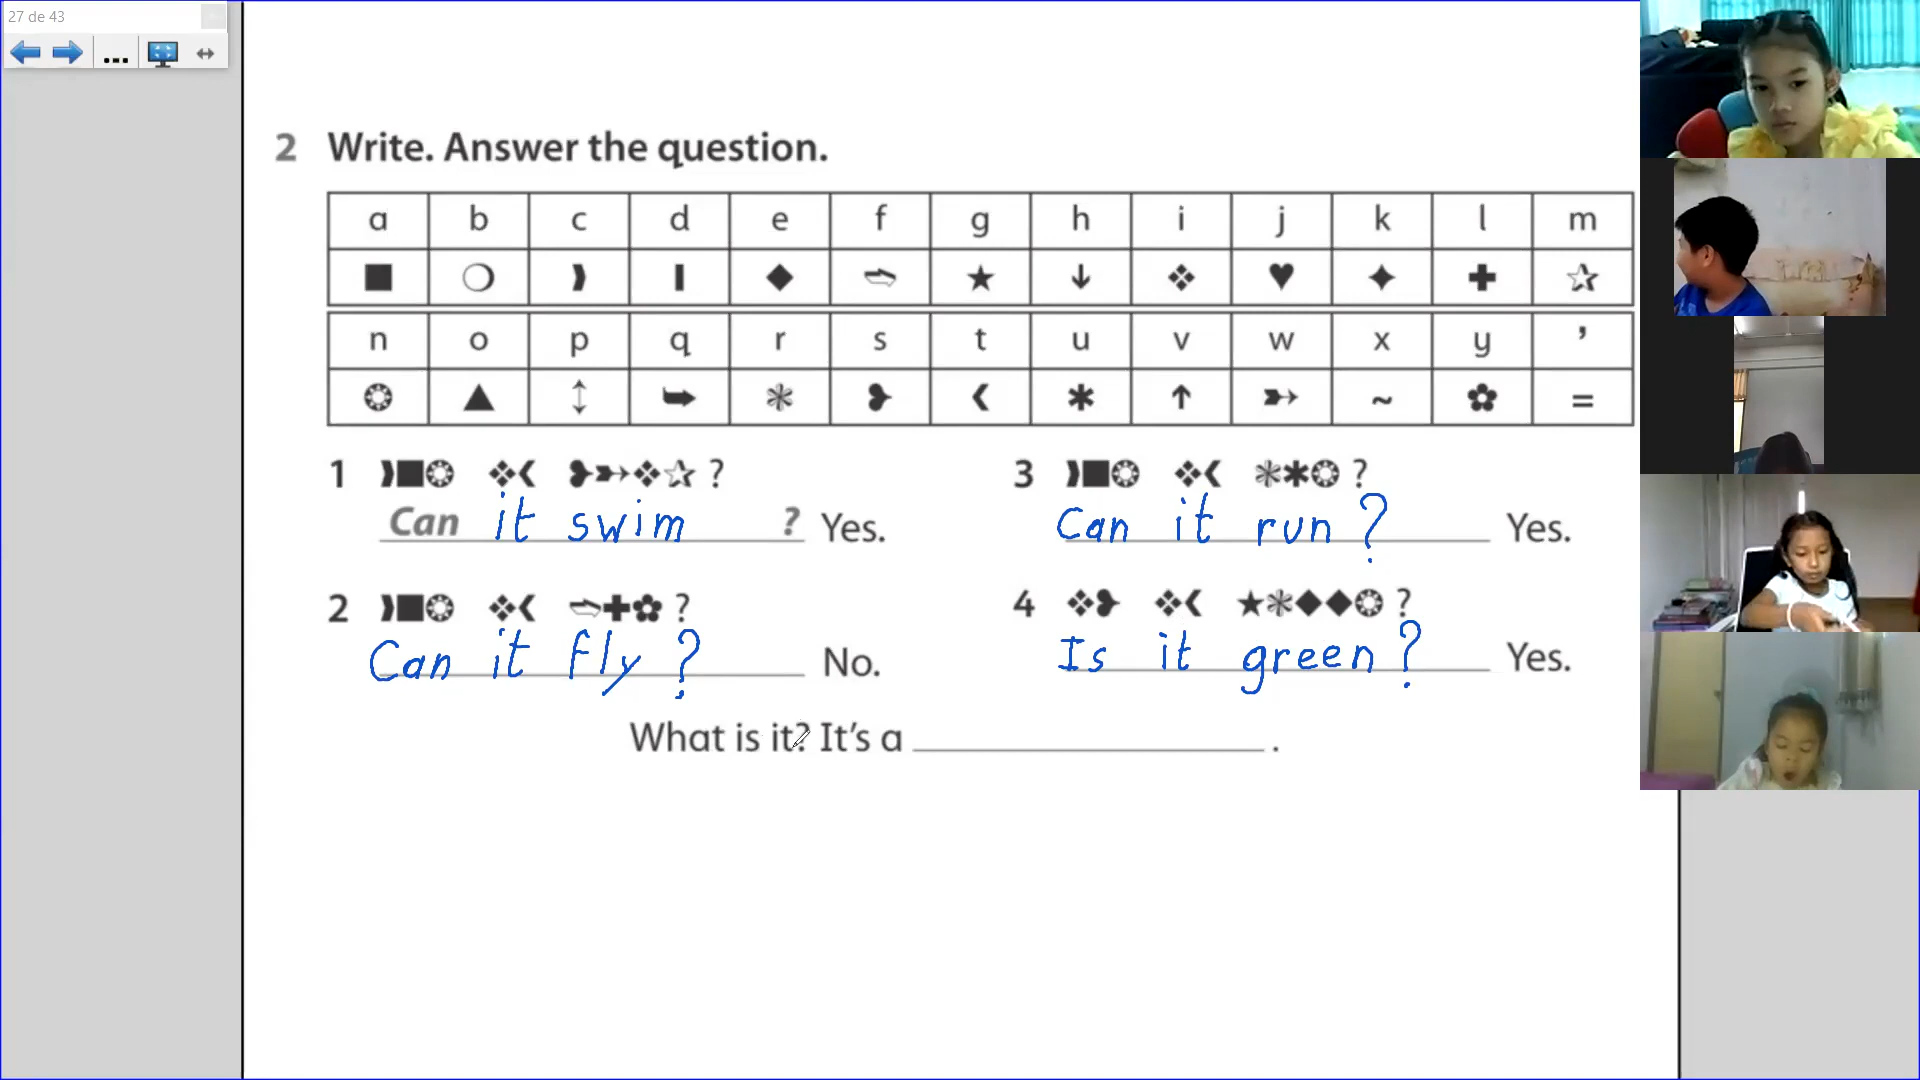 27 de 43
2 Write. Answer the question.
a b c d e f g h i j k l m
n o p q r s t u v w x y ’
1 ?
Can it swim ? Yes.
3 ?
Can it run ? Yes.
2 ?
Can it fly ? No.
4 ?
Is it green ? Yes.
What is it? It’s a .